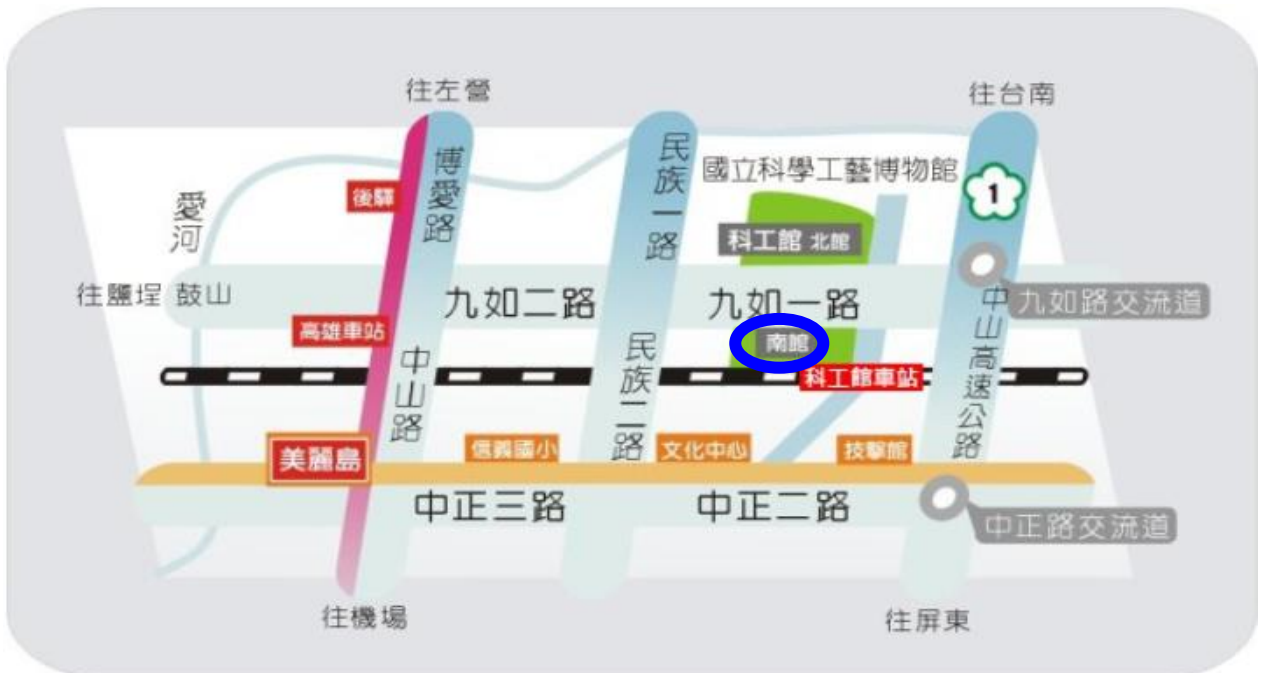 往左營
往台南
博愛路
民族一路
國立科學工藝博物館
1
後驛
愛河
科工館 北館
往鹽埕 鼓山
九如二路
九如一路
中山高速公路
九如路交流道
高雄車站
中山路
民族二路
南館
科工館車站
美麗島
信義國小
文化中心
技擊館
中正三路
中正二路
中正路交流道
往機場
往屏東